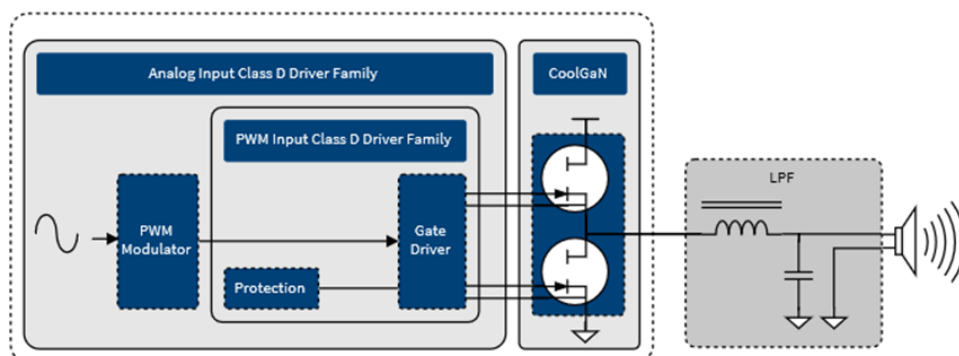 Analog Input Class D Driver Family
CoolGaN
PWM Input Class D Driver Family
LPF
PWM
Modulator
Gate
Driver
Protection